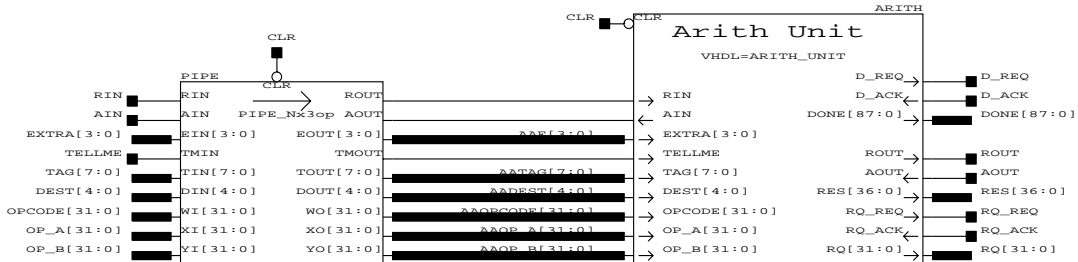 ARITH
CLR CLR
Arith Unit
CLR
VHDL=ARITH_UNIT
PIPE CLR D_REQ D_REQ
RIN RIN ROUT RIN D_ACK D_ACK
AIN AIN PIPE_Nx3op AOUT AIN DONE[87:0] DONE[87:0]
EXTRA[3:0] EIN[3:0] EOUT[3:0] AAE[3:0] EXTRA[3:0]
TELLME TMIN TMOUT TELLME ROUT ROUT
TAG[7:0] TIN[7:0] TOUT[7:0] AATAG[7:0] TAG[7:0] AOUT AOUT
DEST[4:0] DIN[4:0] DOUT[4:0] AADEST[4:0] DEST[4:0] RES[36:0] RES[36:0]
OPCODE[31:0] WI[31:0] WO[31:0] AAOPCODE[31:0] OPCODE[31:0] RQ_REQ RQ_REQ
OP_A[31:0] XI[31:0] XO[31:0] AAOP_A[31:0] OP_A[31:0] RQ_ACK RQ_ACK
OP_B[31:0] YI[31:0] YO[31:0] AAOP_B[31:0] OP_B[31:0] RQ[31:0] RQ[31:0]